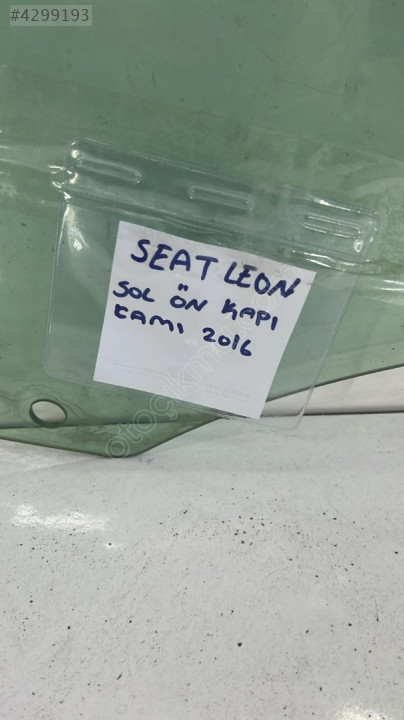 #4299193
SEAT LEON
SOL ÖN KAPI
CAMI 2016